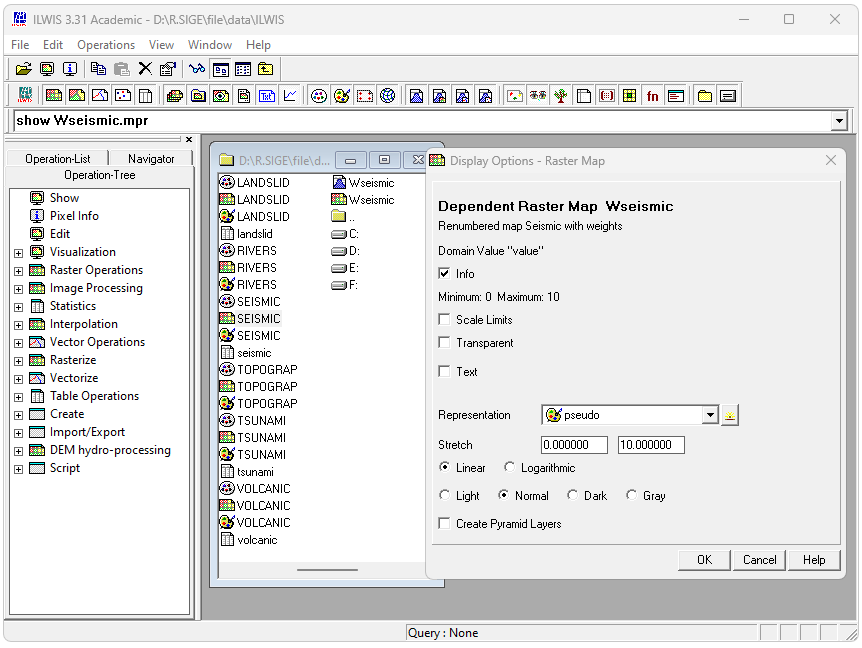 ILWIS 3.31 Academic - D:\R.SIGE\file\data\ILWIS
File Edit Operations View Window Help
Txt fn
show Wseismic.mpr
Operation-List Navigator
Operation-Tree
Show
Pixel Info
Edit
Visualization
Raster Operations
Image Processing
Statistics
Interpolation
Vector Operations
Rasterize
Vectorize
Table Operations
Create
Import/Export
DEM hydro-processing
Script
D:\R.SIGE\file\d...
LANDSLID
LANDSLID
LANDSLID
landslid
RIVERS
RIVERS
RIVERS
SEISMIC
SEISMIC
SEISMIC
seismic
TOPOGRAP
TOPOGRAP
TOPOGRAP
TSUNAMI
TSUNAMI
TSUNAMI
tsunami
VOLCANIC
VOLCANIC
VOLCANIC
volcanic
Wseismic
Wseismic
..
C:
D:
E:
F:
Display Options - Raster Map
Dependent Raster Map Wseismic
Renumbered map Seismic with weights
Domain Value "value"
Info
Minimum: 0 Maximum: 10
Scale Limits
Transparent
Text
Representation pseudo
Stretch 0.000000 10.000000
Linear Logarithmic
Light Normal Dark Gray
Create Pyramid Layers
OK Cancel Help
Query : None